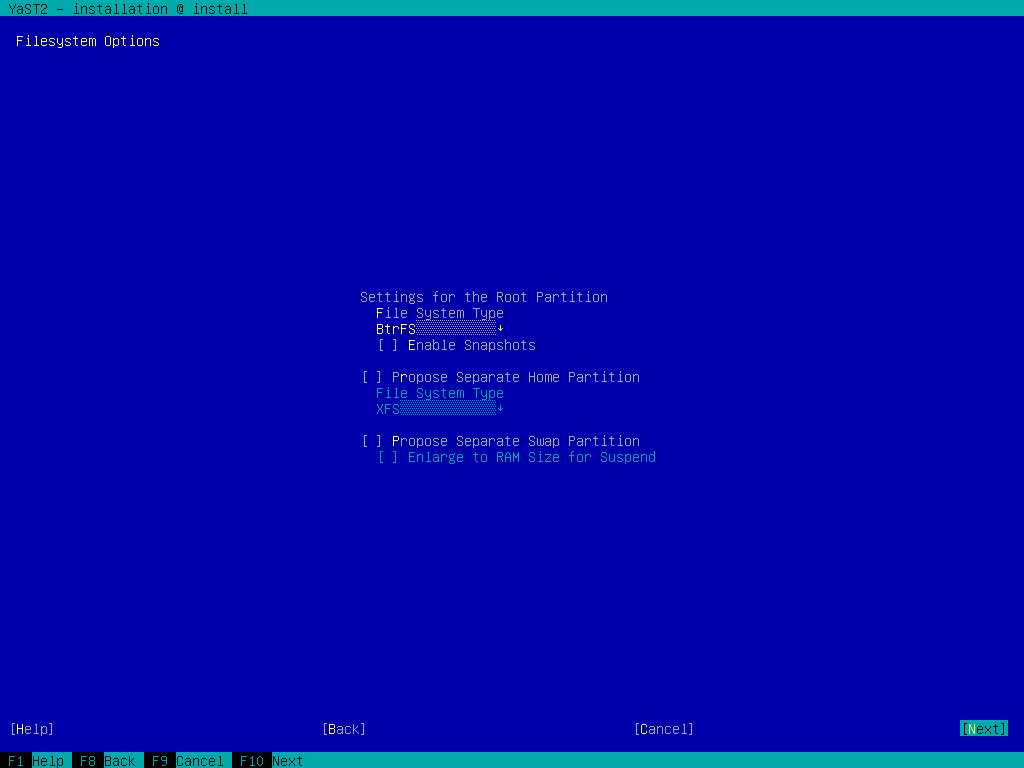 YaST2 - installation @ install
Filesystem Options
Settings for the Root Partition
File System Type
BtrFS▒▒▒▒▒▒▒▒▒▒↓
[ ] Enable Snapshots
[ ] Propose Separate Home Partition
File System Type
XFS▒▒▒▒▒▒▒▒▒▒▒▒↓
[ ] Propose Separate Swap Partition
[ ] Enlarge to RAM Size for Suspend
[Help] [Back] [Cancel] [Next]
F1 Help F8 Back F9 Cancel F10 Next